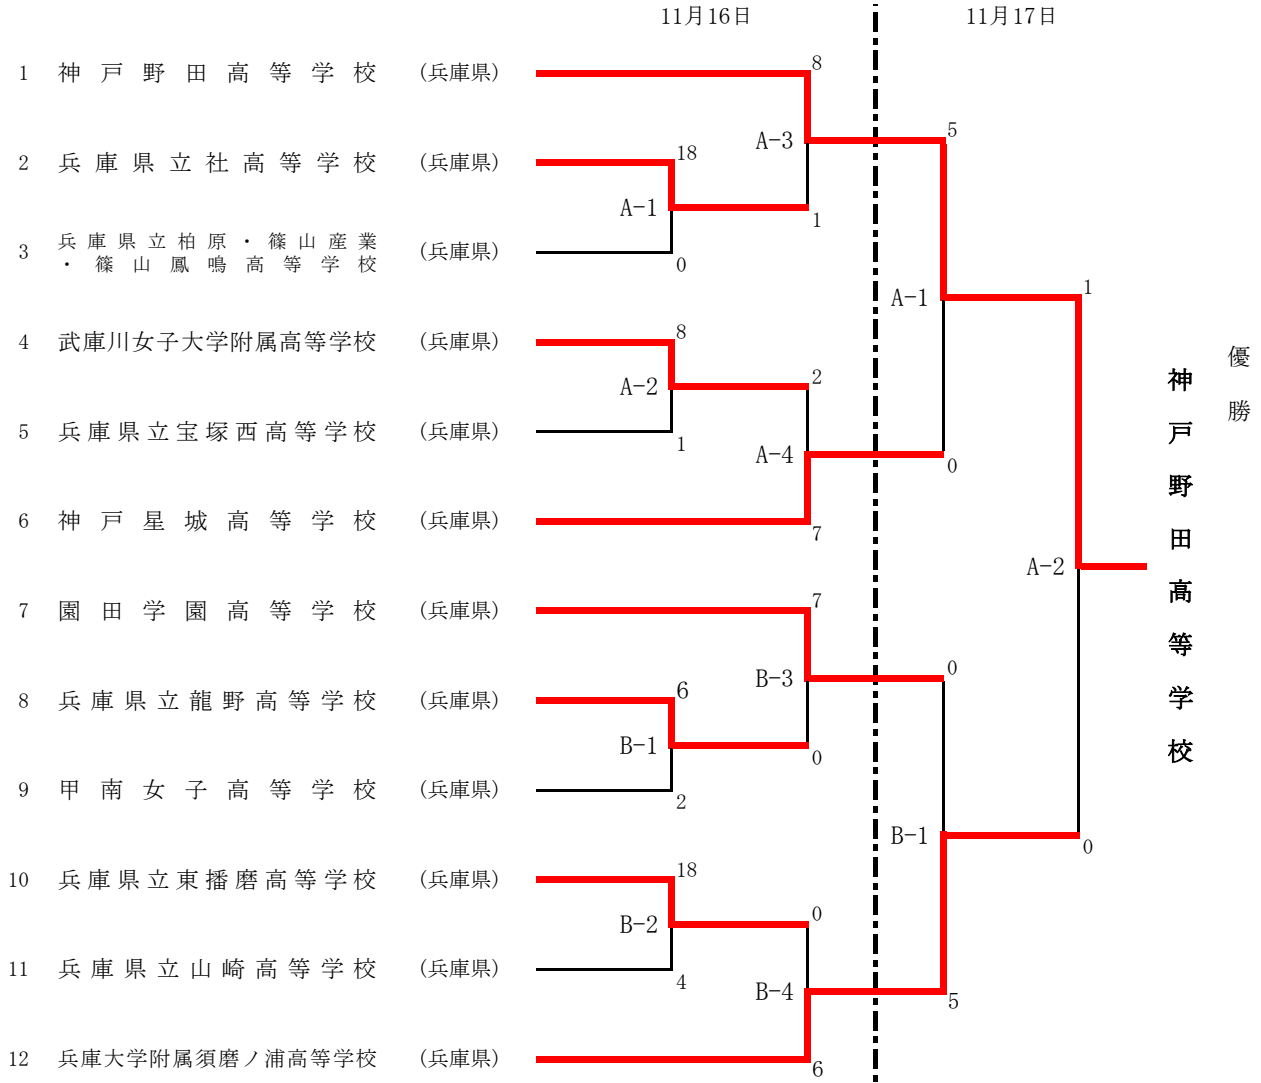 11月16日
11月17日
1 神戸野田高等学校 (兵庫県)
8
5
A-3
2 兵庫県立社高等学校 (兵庫県)
18
A-1
1
3 兵庫県立柏原・篠山産業
・篠山鳳鳴高等学校 (兵庫県)
0
A-1
1
4 武庫川女子大学附属高等学校 (兵庫県)
8
A-2
2
5 兵庫県立宝塚西高等学校 (兵庫県)
1
A-4
0
6 神戸星城高等学校 (兵庫県)
7
A-2
優勝
神戸野田高等学校
7 園田学園高等学校 (兵庫県)
7
B-3
0
8 兵庫県立龍野高等学校 (兵庫県)
6
B-1
0
9 甲南女子高等学校 (兵庫県)
2
B-1
0
10 兵庫県立東播磨高等学校 (兵庫県)
18
B-2
0
11 兵庫県立山崎高等学校 (兵庫県)
4
B-4
5
12 兵庫大学附属須磨ノ浦高等学校 (兵庫県)
6